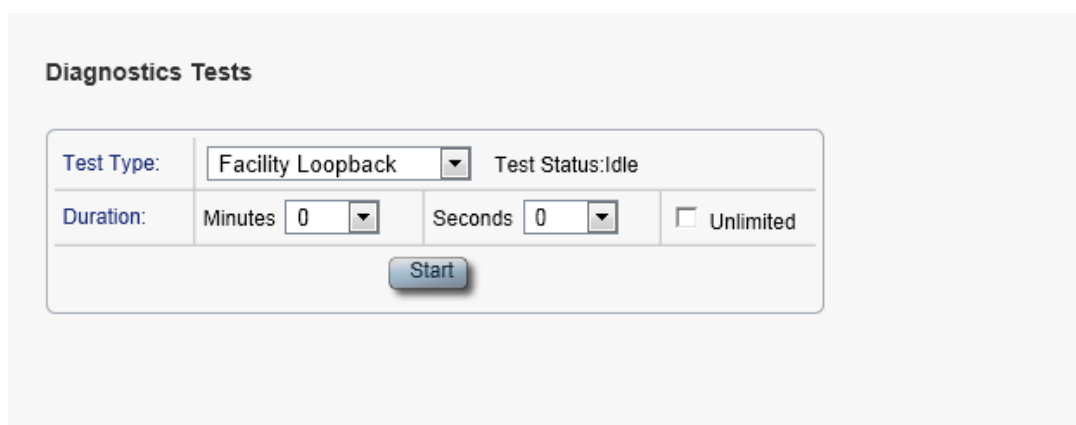 Diagnostics Tests
Test Type: Facility Loopback Test Status:Idle
Duration: Minutes 0 Seconds 0 Unlimited
Start